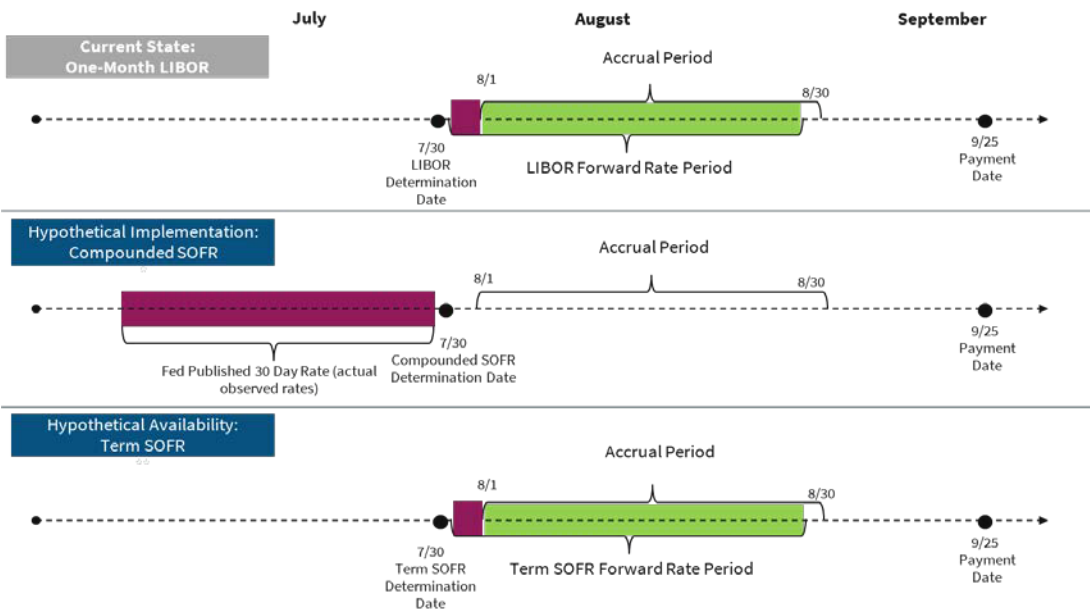 July
August
September
Current State:
One-Month LIBOR
Accrual Period
8/1
8/30
7/30
LIBOR
Determination
Date
LIBOR Forward Rate Period
9/25
Payment
Date
Hypothetical Implementation:
Compounded SOFR
Accrual Period
8/1
8/30
Fed Published 30 Day Rate (actual
observed rates)
7/30
Compounded SOFR
Determination Date
9/25
Payment
Date
Hypothetical Availability:
Term SOFR
Accrual Period
8/1
8/30
7/30
Term SOFR
Determination
Date
Term SOFR Forward Rate Period
9/25
Payment
Date